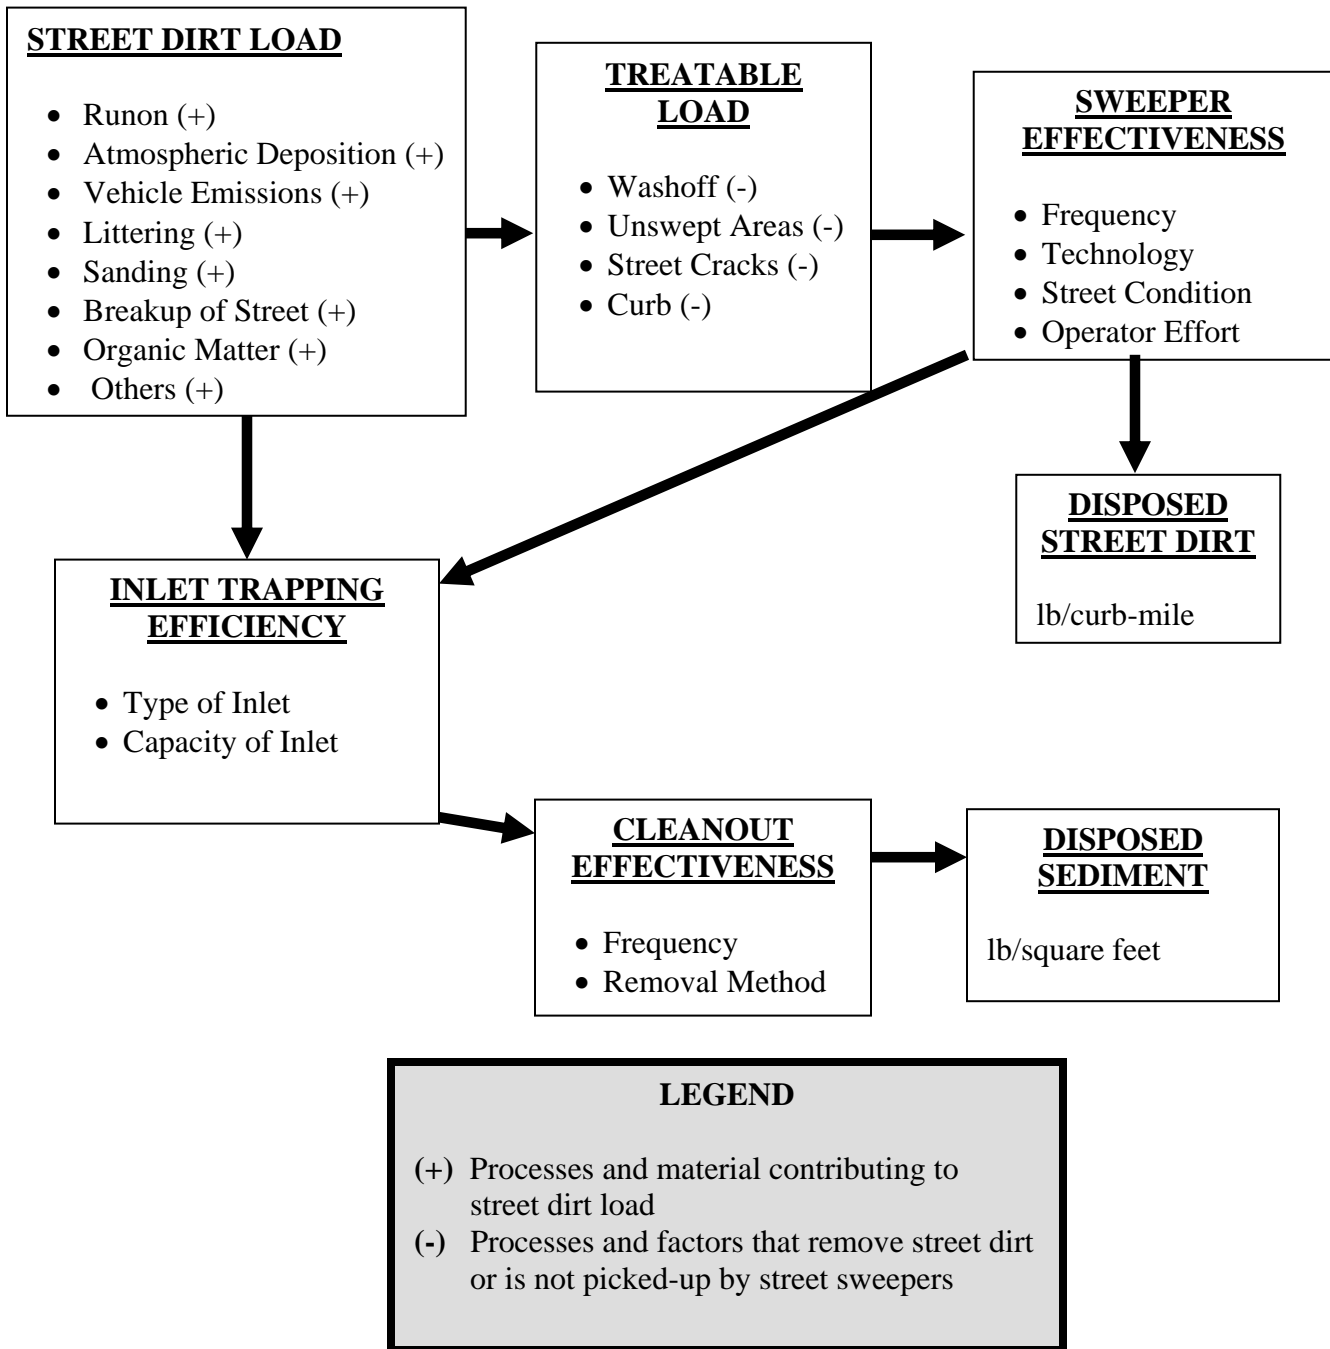 STREET DIRT LOAD
• Runon (+)
• Atmospheric Deposition (+)
• Vehicle Emissions (+)
• Littering (+)
• Sanding (+)
• Breakup of Street (+)
• Organic Matter (+)
• Others (+)
TREATABLE
LOAD
• Washoff (-)
• Unswept Areas (-)
• Street Cracks (-)
• Curb (-)
SWEEPER
EFFECTIVENESS
• Frequency
• Technology
• Street Condition
• Operator Effort
DISPOSED
STREET DIRT
lb/curb-mile
INLET TRAPPING
EFFICIENCY
• Type of Inlet
• Capacity of Inlet
CLEANOUT
EFFECTIVENESS
• Frequency
• Removal Method
DISPOSED
SEDIMENT
lb/square feet
LEGEND
(+) Processes and material contributing to
street dirt load
(-) Processes and factors that remove street dirt
or is not picked-up by street sweepers